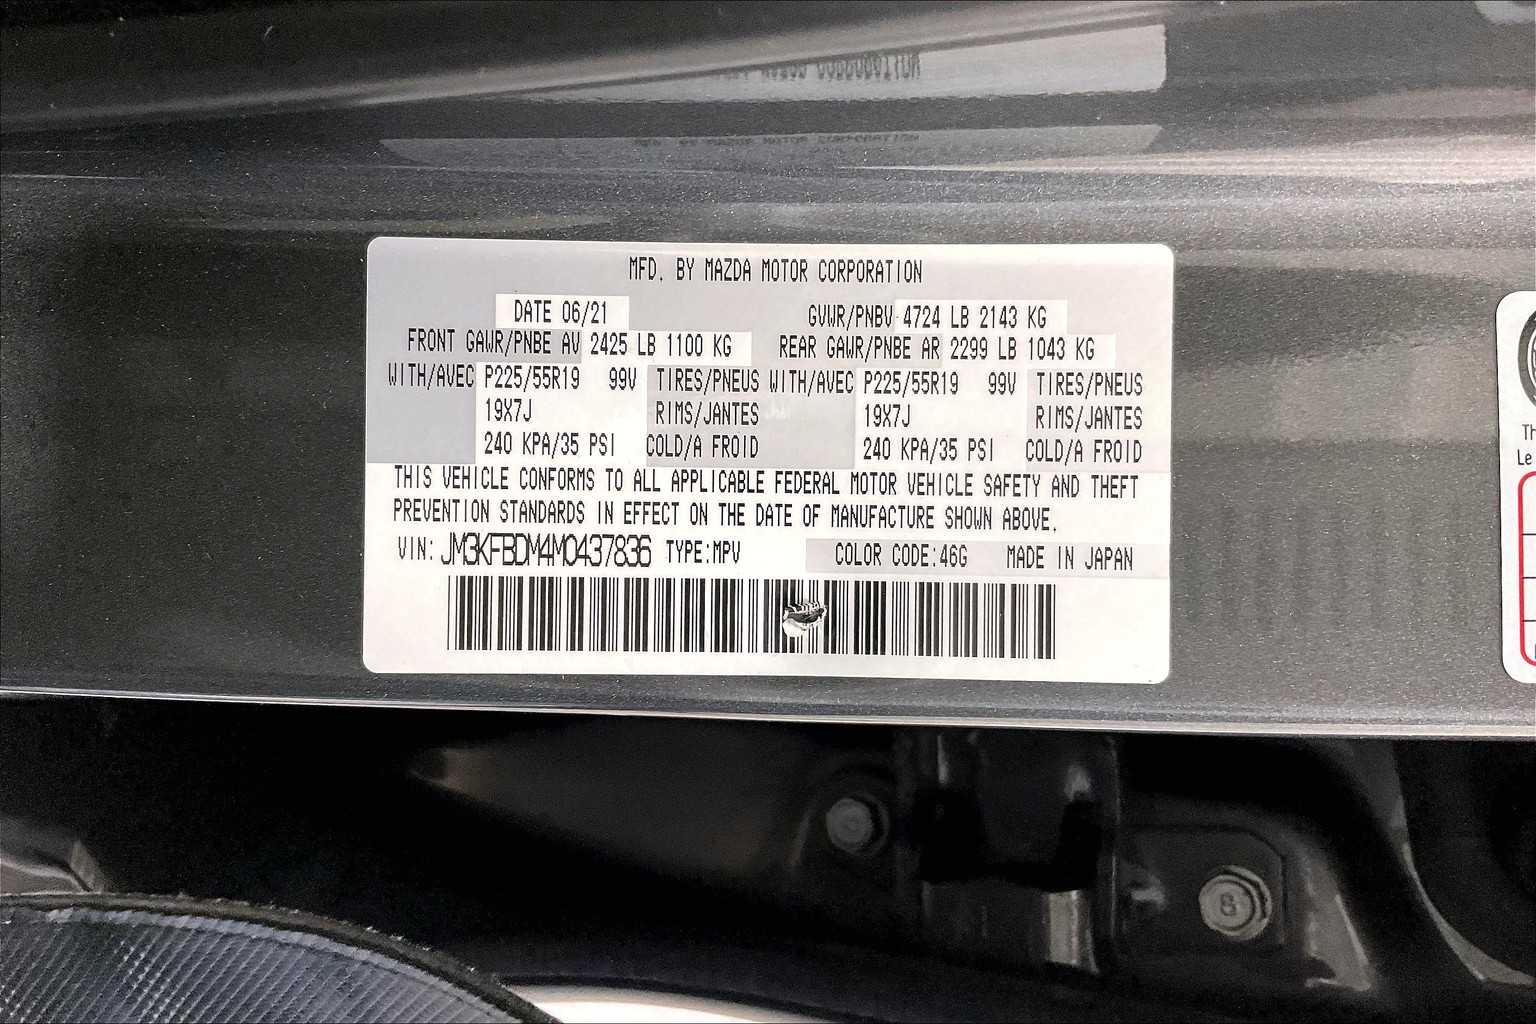 MFD. BY MAZDA MOTOR CORPORATION
DATE 06/21 GVWR/PNBV 4724 LB 2143 KG
FRONT GAWR/PNBE AV 2425 LB 1100 KG REAR GAWR/PNBE AR 2299 LB 1043 KG
WITH/AVEC P225/55R19 99V TIRES/PNEUS WITH/AVEC P225/55R19 99V TIRES/PNEUS
19X7J RIMS/JANTES 19X7J RIMS/JANTES
240 KPA/35 PSI COLD/A FROID 240 KPA/35 PSI COLD/A FROID
THIS VEHICLE CONFORMS TO ALL APPLICABLE FEDERAL MOTOR VEHICLE SAFETY AND THEFT
PREVENTION STANDARDS IN EFFECT ON THE DATE OF MANUFACTURE SHOWN ABOVE.
VIN: JM3KFBDM4M0437836 TYPE:MPV COLOR CODE:46G MADE IN JAPAN
Th
Le
8